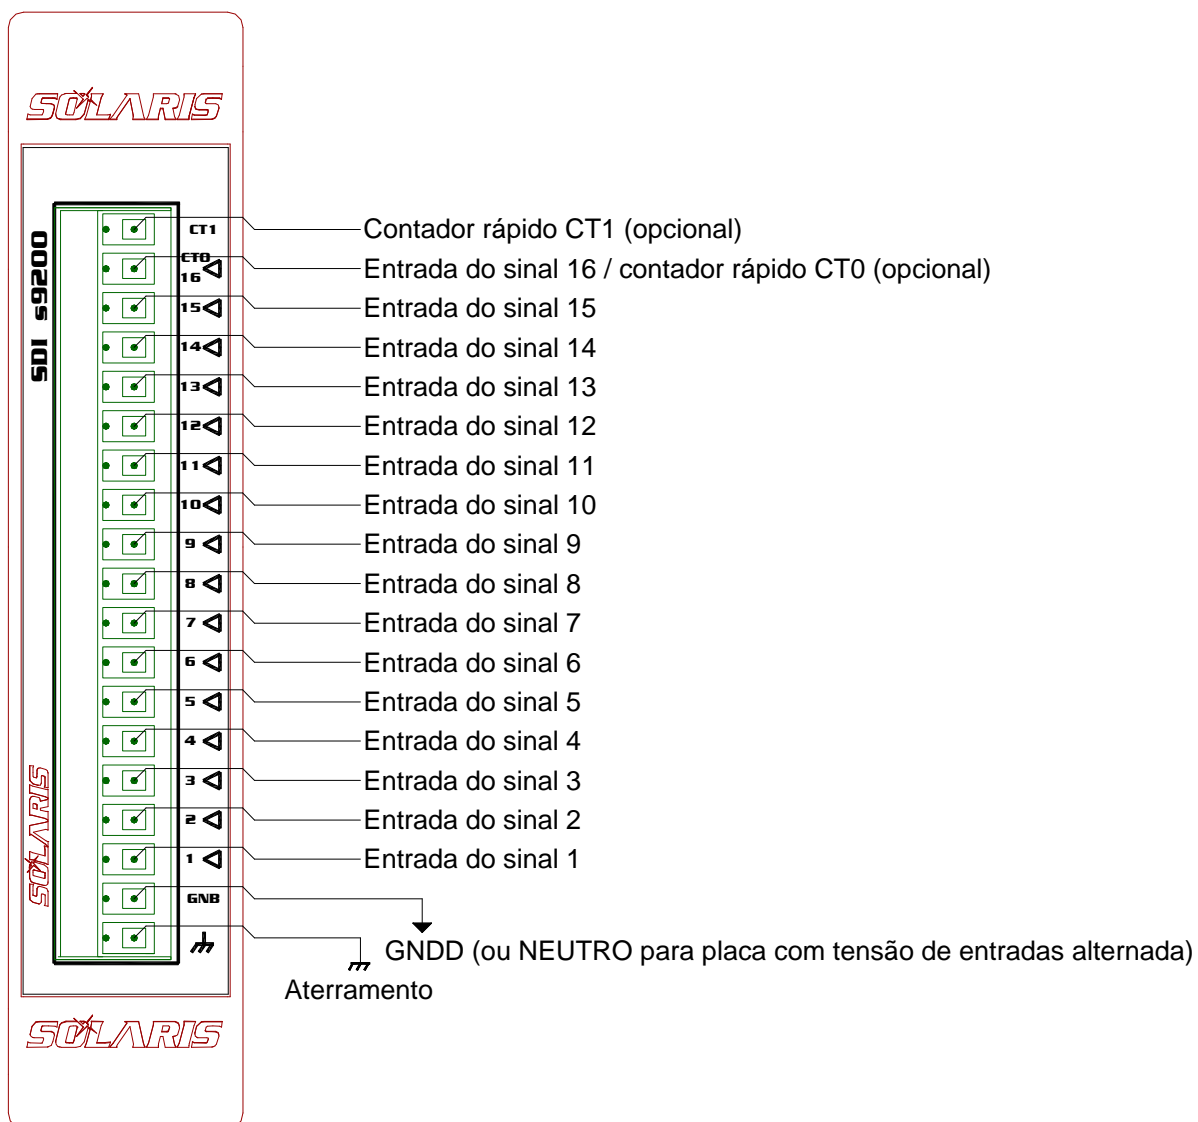 SOLARIS
SDI s9200
CT1
Contador rápido CT1 (opcional)
CT0
16
Entrada do sinal 16 / contador rápido CT0 (opcional)
15
Entrada do sinal 15
14
Entrada do sinal 14
13
Entrada do sinal 13
12
Entrada do sinal 12
11
Entrada do sinal 11
10
Entrada do sinal 10
9
Entrada do sinal 9
8
Entrada do sinal 8
7
Entrada do sinal 7
6
Entrada do sinal 6
5
Entrada do sinal 5
4
Entrada do sinal 4
3
Entrada do sinal 3
2
Entrada do sinal 2
1
Entrada do sinal 1
GNB
GNDD (ou NEUTRO para placa com tensão de entradas alternada)
Aterramento
SOLARIS
SOLARIS